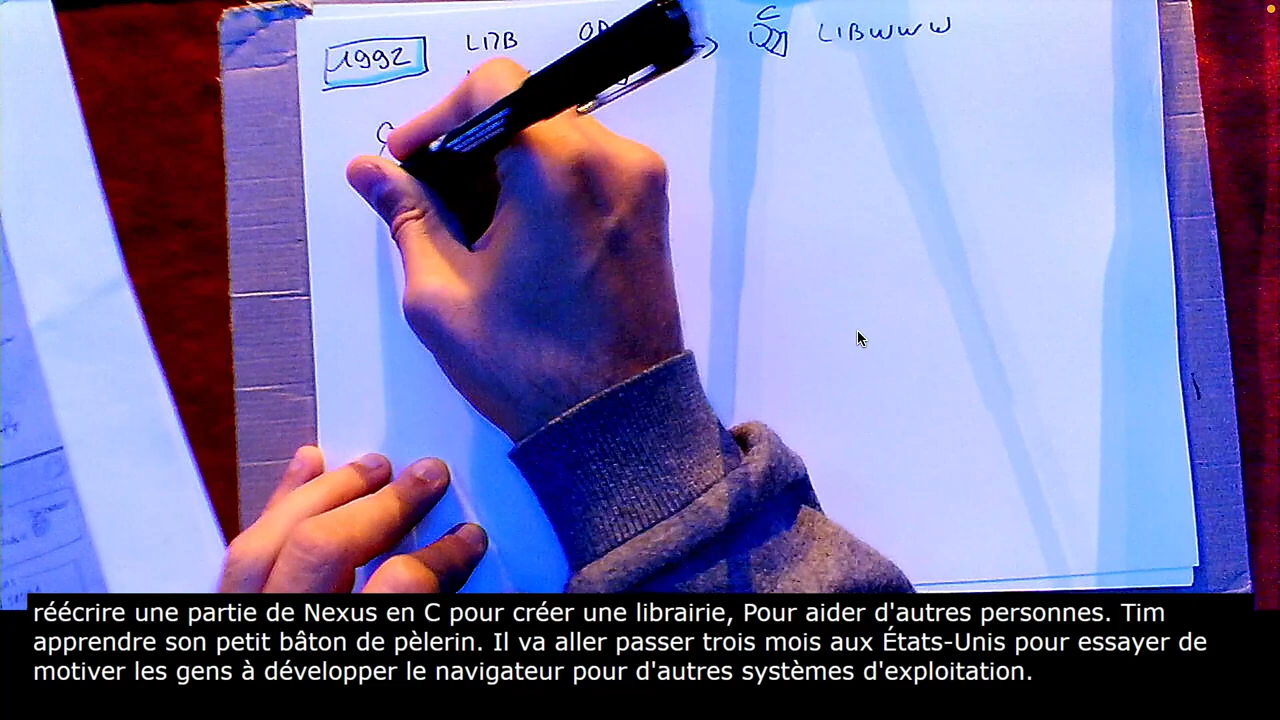 1992
C LIBWWW
réécrire une partie de Nexus en C pour créer une librairie, Pour aider d'autres personnes. Tim
apprendre son petit bâton de pèlerin. Il va aller passer trois mois aux États-Unis pour essayer de
motiver les gens à développer le navigateur pour d'autres systèmes d'exploitation.